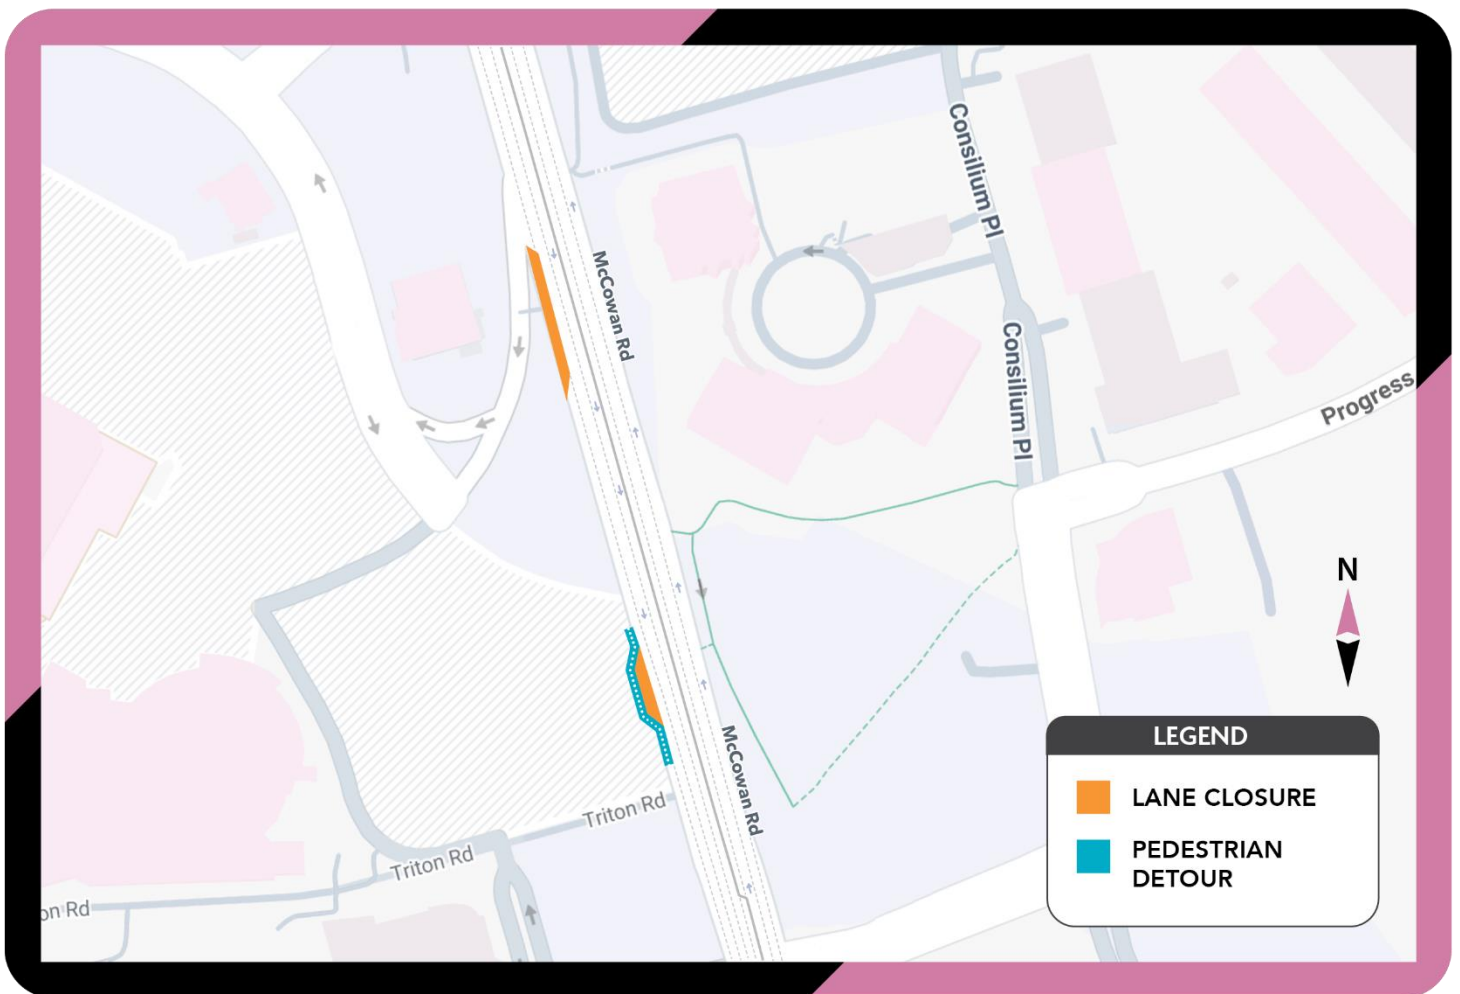 Consilium Pl
McCowan Rd
Consilium Pl
Progress
N
McCowan Rd
Triton Rd
Triton Rd
on Rd
LEGEND
LANE CLOSURE
PEDESTRIAN
DETOUR